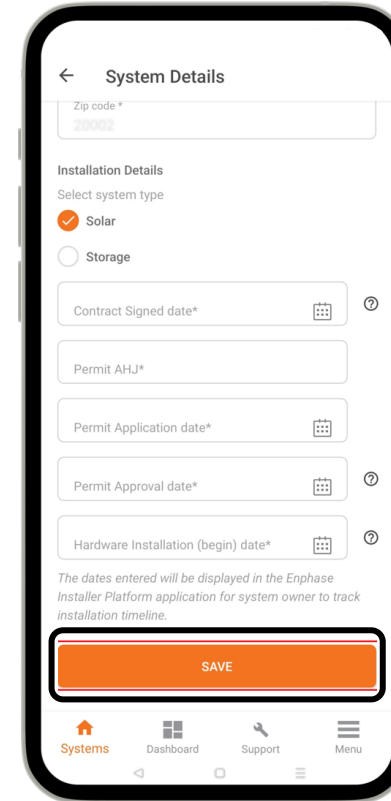 System Details
Zip code *
20002
Installation Details
Select system type
Solar
Storage
Contract Signed date*
Permit AHJ*
Permit Application date*
Permit Approval date*
Hardware Installation (begin) date*
The dates entered will be displayed in the Enphase
Installer Platform application for system owner to track
installation timeline.
SAVE
Systems
Dashboard
Support
Menu